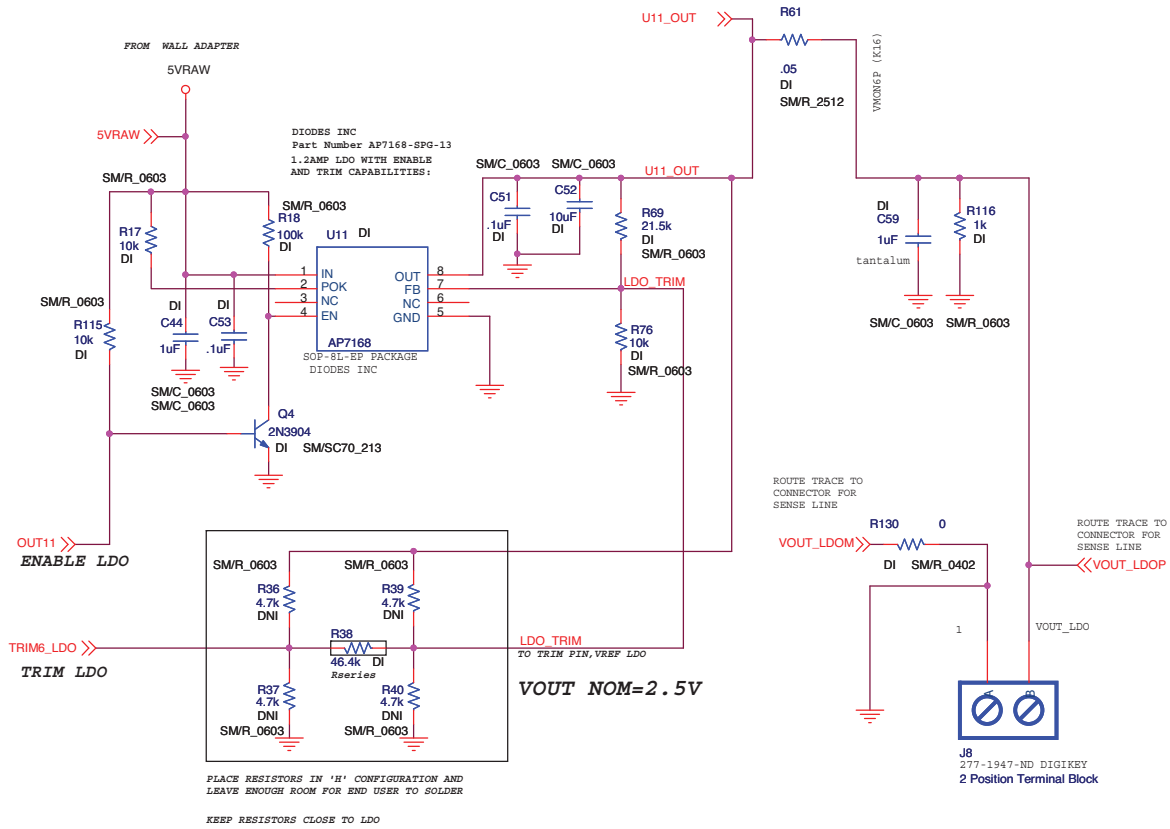 U11_OUT
R61
.05
DI
SM/R_2512
VMON6P (K16)
FROM WALL ADAPTER
5VRAW
5VRAW
DIODES INC
Part Number AP7168-SPG-13
1.2AMP LDO WITH ENABLE
AND TRIM CAPABILITIES:
SM/R_0603
R17
10k
DI
SM/R_0603
R18
100k
DI
U11 DI
1 IN
2 POK
3 NC
4 EN
OUT 8
FB 7
NC 6
GND 5
AP7168
SOP-8L-EP PACKAGE
DIODES INC
SM/C_0603 SM/C_0603
U11_OUT
C51
.1uF
DI
C52
10uF
DI
R69
21.5k
DI
SM/R_0603
LDO_TRIM
R76
10k
DI
SM/R_0603
DI
C59
1uF
tantalum
R116
1k
DI
SM/C_0603 SM/R_0603
SM/R_0603
R115
10k
DI
DI
C44
1uF
DI
C53
.1uF
SM/C_0603
SM/C_0603
Q4
2N3904
DI SM/SC70_213
OUT11
ENABLE LDO
SM/R_0603 SM/R_0603
R36
4.7k
DNI
R39
4.7k
DNI
TRIM6_LDO
TRIM LDO
R38
46.4k DI
Rseries
LDO_TRIM
TO TRIM PIN,VREF LDO
R37
4.7k
DNI
SM/R_0603
R40
4.7k
DNI
SM/R_0603
VOUT NOM=2.5V
PLACE RESISTORS IN 'H' CONFIGURATION AND
LEAVE ENOUGH ROOM FOR END USER TO SOLDER
KEEP RESISTORS CLOSE TO LDO
ROUTE TRACE TO
CONNECTOR FOR
SENSE LINE
R130 0
VOUT_LDOM
DI SM/R_0402
ROUTE TRACE TO
CONNECTOR FOR
SENSE LINE
VOUT_LDOP
1
VOUT_LDO
A
B
J8
277-1947-ND DIGIKEY
2 Position Terminal Block